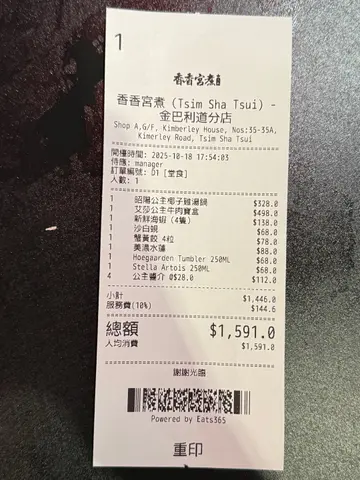 1
香香宮煮
香香宮煮 (Tsim Sha Tsui) -
金巴利道分店
Shop A,G/F, Kimberley House, Nos:35-35A,
Kimerley Road, Tsim Sha Tsui
開檯時間: 2025-10-18 17:54:03
侍應: manager
訂單編號: D1 [堂食]
人數: 1
1 昭陽公主椰子雞湯鍋 $328.0
1 艾莎公主牛肉寶盒 $498.0
1 新鮮海蝦 (4隻) $138.0
1 沙白蜆 $68.0
1 蟹黃餃 4粒 $78.0
1 美濃水蓮 $88.0
1 Hoegaarden Tumbler 250ML $68.0
1 Stella Artois 250ML $68.0
4 公主醬介 @$28.0 $112.0
小計 $1,446.0
服務費(10%) $144.6
總額 $1,591.0
人均消費 $1,591.0
謝謝光臨
Powered by Eats365
重印